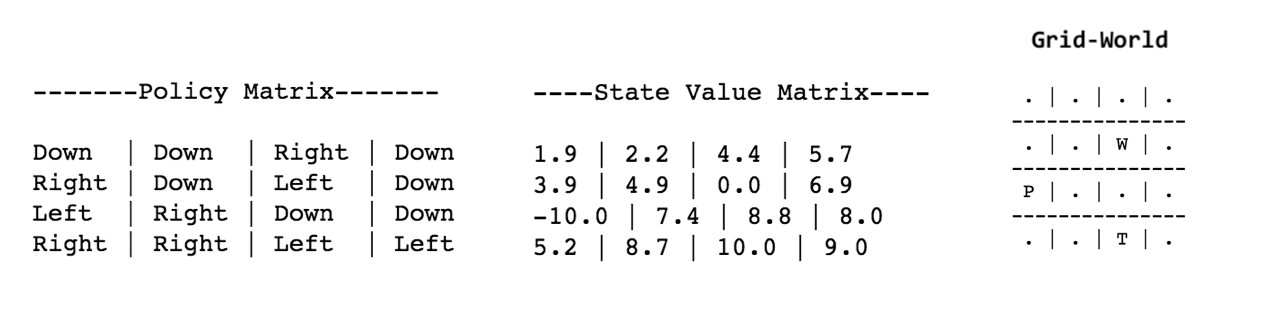 Grid-World
-------Policy Matrix-------
Down | Down | Right | Down
Right | Down | Left | Down
Left | Right | Down | Down
Right | Right | Left | Left
----State Value Matrix----
1.9 | 2.2 | 4.4 | 5.7
3.9 | 4.9 | 0.0 | 6.9
-10.0 | 7.4 | 8.8 | 8.0
5.2 | 8.7 | 10.0 | 9.0
. | . | . | .
---------------
. | . | W | .
---------------
P | . | . | .
---------------
. | . | T | .